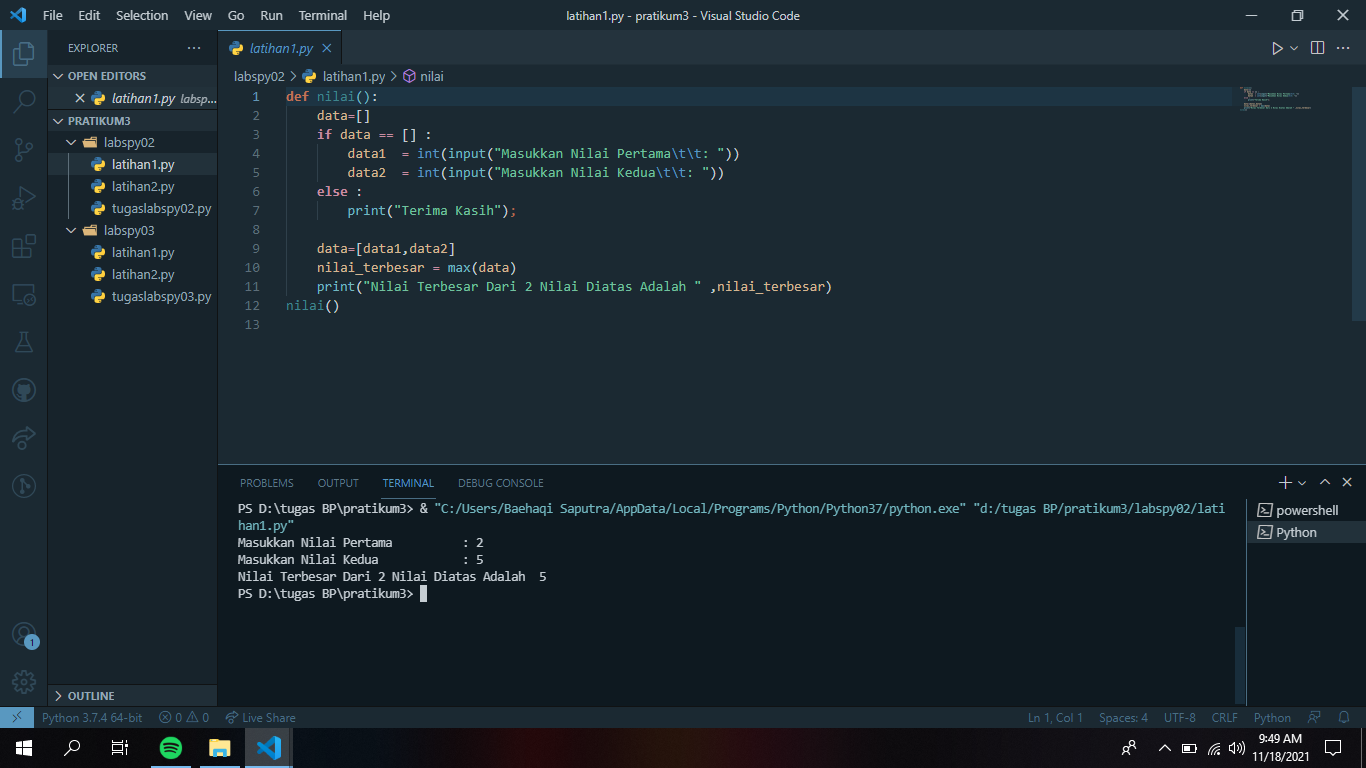 File Edit Selection View Go Run Terminal Help
latihan1.py - pratikum3 - Visual Studio Code
EXPLORER
OPEN EDITORS
latihan1.py labsp...
PRATIKUM3
labspy02
latihan1.py
latihan2.py
tugaslabspy02.py
labspy03
latihan1.py
latihan2.py
tugaslabspy03.py
OUTLINE
latihan1.py
labspy02 > latihan1.py > nilai
1 def nilai():
2     data=[]
3     if data == [] :
4         data1  = int(input("Masukkan Nilai Pertama\t\t: "))
5         data2  = int(input("Masukkan Nilai Kedua\t\t: "))
6     else :
7         print("Terima Kasih");
8
9     data=[data1,data2]
10     nilai_terbesar = max(data)
11     print("Nilai Terbesar Dari 2 Nilai Diatas Adalah " ,nilai_terbesar)
12 nilai()
13
PROBLEMS OUTPUT TERMINAL DEBUG CONSOLE
PS D:\tugas BP\pratikum3> & "C:/Users/Baehaqi Saputra/AppData/Local/Programs/Python/Python37/python.exe" "d:/tugas BP/pratikum3/labspy02/lati
han1.py"
Masukkan Nilai Pertama          : 2
Masukkan Nilai Kedua            : 5
Nilai Terbesar Dari 2 Nilai Diatas Adalah  5
PS D:\tugas BP\pratikum3>
powershell
Python
1
Python 3.7.4 64-bit 0 0 Live Share
Ln 1, Col 1 Spaces: 4 UTF-8 CRLF Python
9:49 AM
11/18/2021